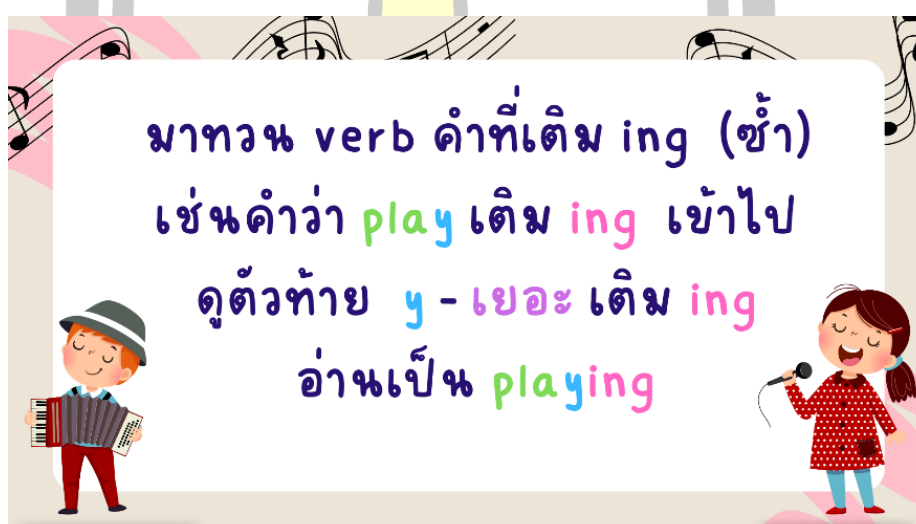 มาทวน verb คำที่เติม ing (ซ้ำ)
เช่นคำว่า play เติม ing เข้าไป
ดูตัวท้าย y - เยอะ เติม ing
อ่านเป็น playing